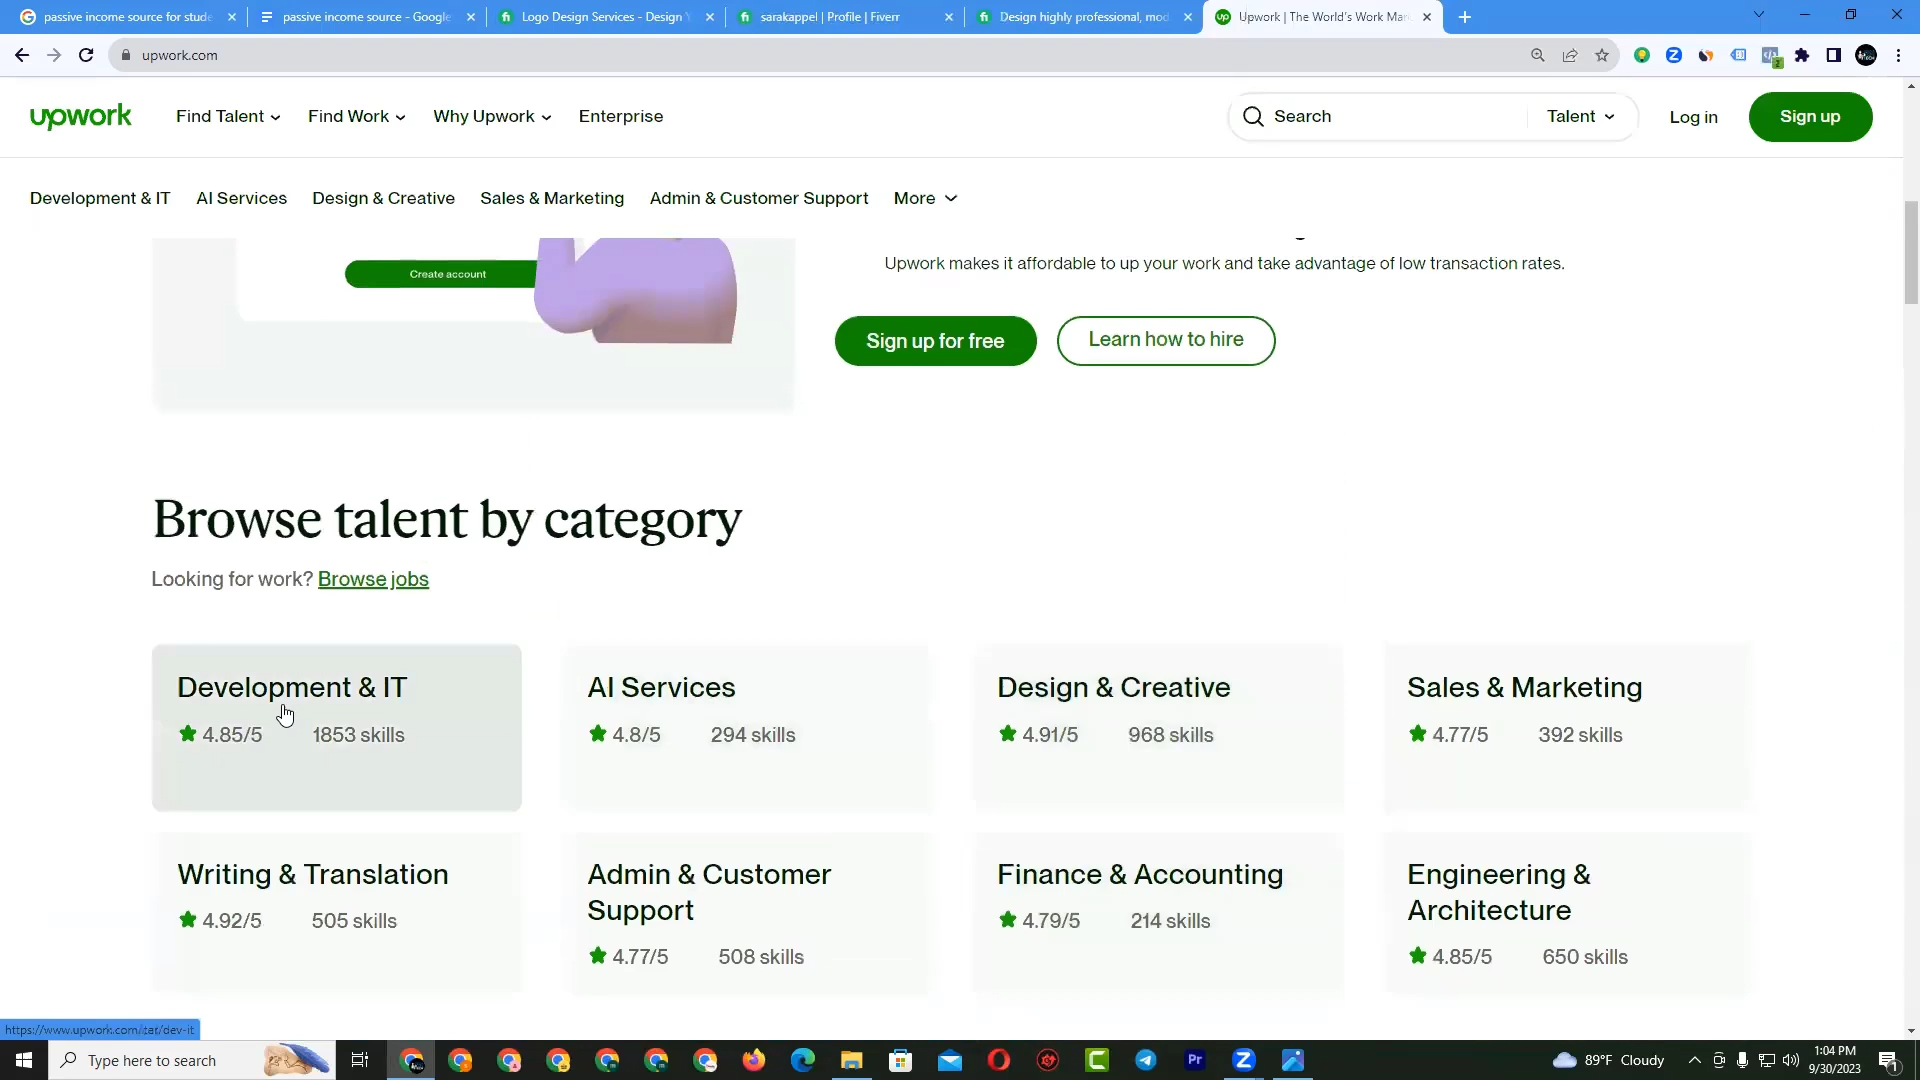 passive income source for stude
passive income source - Google
Logo Design Services - Design Y
sarakappel | Profile | Fiverr
Design highly professional, mod
Upwork | The World's Work Mar
upwork.com
upwork
Find Talent
Find Work
Why Upwork
Enterprise
Search
Talent
Log in
Sign up
Development & IT
AI Services
Design & Creative
Sales & Marketing
Admin & Customer Support
More
Create account
Upwork makes it affordable to up your work and take advantage of low transaction rates.
Sign up for free
Learn how to hire
Browse talent by category
Looking for work? Browse jobs
Development & IT
4.85/5 1853 skills
AI Services
4.8/5 294 skills
Design & Creative
4.91/5 968 skills
Sales & Marketing
4.77/5 392 skills
Writing & Translation
4.92/5 505 skills
Admin & Customer
Support
4.77/5 508 skills
Finance & Accounting
4.79/5 214 skills
Engineering &
Architecture
4.85/5 650 skills
https://www.upwork.com/cat/dev-it
Type here to search
Pr
89°F Cloudy
1:04 PM
9/30/2023